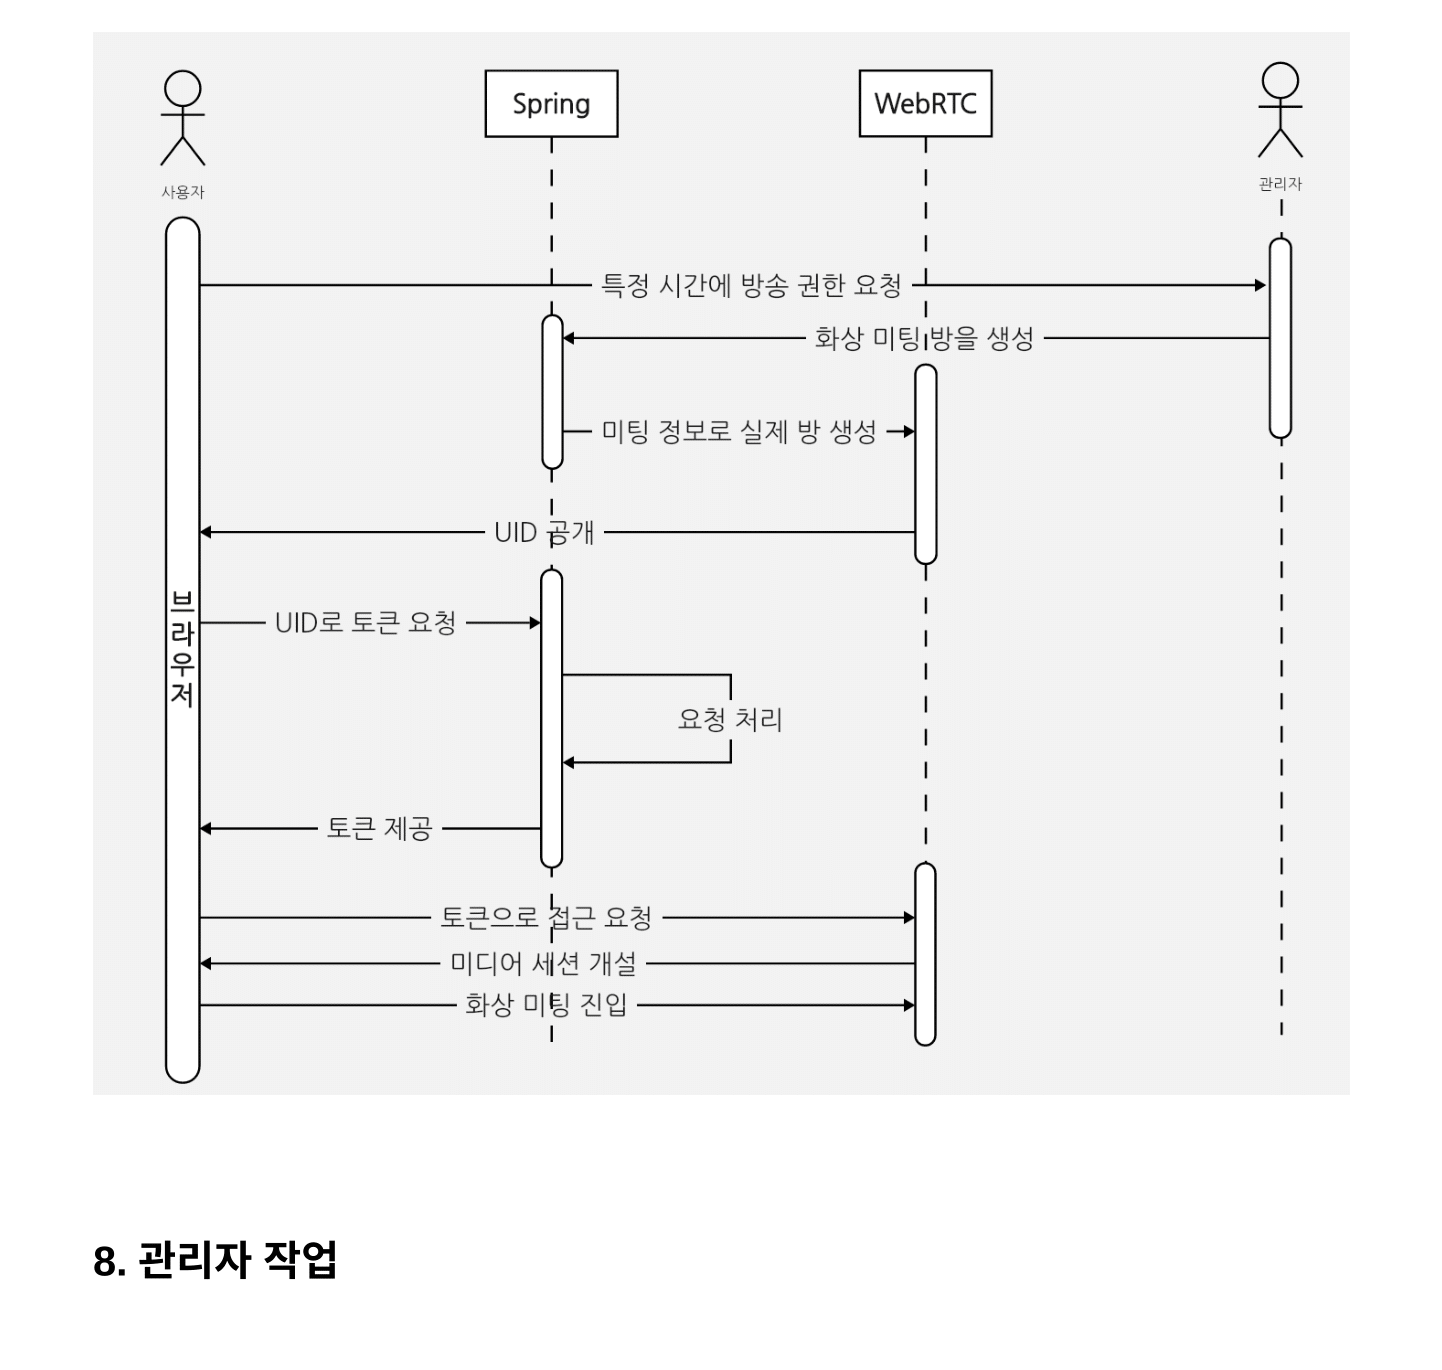 Spring
WebRTC
사용자
관리자
특정 시간에 방송 권한 요청
화상 미팅 방을 생성
미팅 정보로 실제 방 생성
UID 공개
브라우저
UID로 토큰 요청
요청 처리
토큰 제공
토큰으로 접근 요청
미디어 세션 개설
화상 미팅 진입
8. 관리자 작업